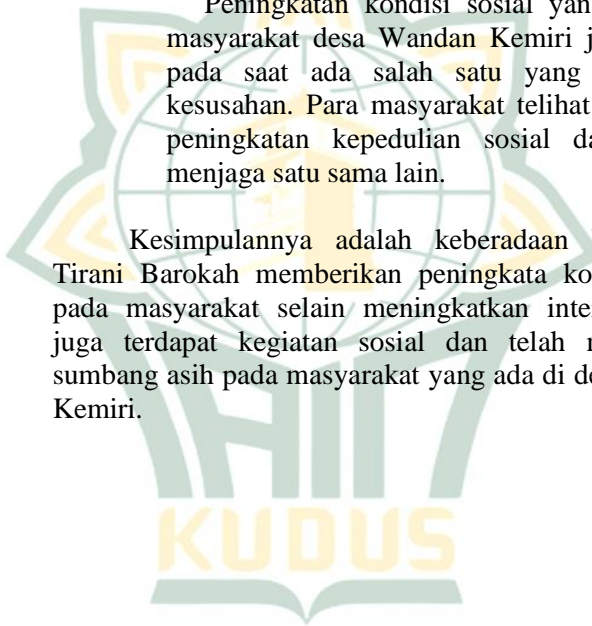 Peningkatan kondisi sosial yan
masyarakat desa Wandan Kemiri j
pada saat ada salah satu yang
kesusahan. Para masyarakat telihat
peningkatan kepedulian sosial da
menjaga satu sama lain.
Kesimpulannya adalah keberadaan
Tirani Barokah memberikan peningkata ko
pada masyarakat selain meningkatkan inte
juga terdapat kegiatan sosial dan telah
sumbang asih pada masyarakat yang ada di de
Kemiri.
KUDUS